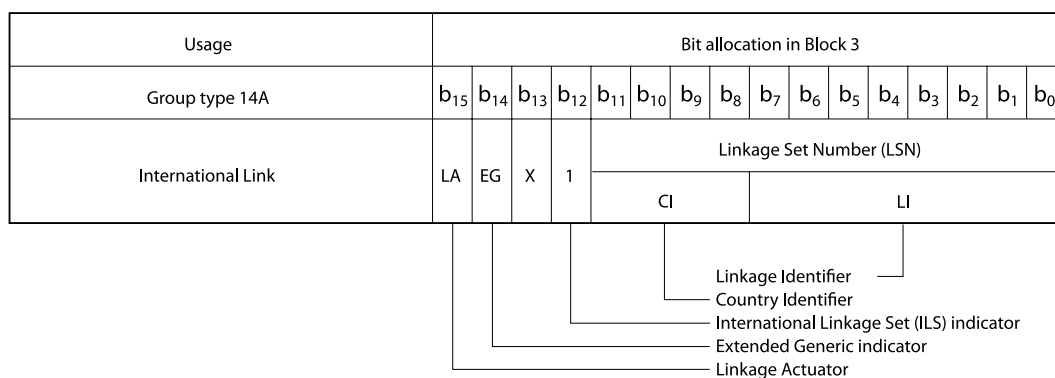 Usage Bit allocation in Block 3
Group type 14A b15 b14 b13 b12 b11 b10 b9 b8 b7 b6 b5 b4 b3 b2 b1 b0
International Link LA EG X 1 Linkage Set Number (LSN)
CI LI
Linkage Identifier
Country Identifier
International Linkage Set (ILS) indicator
Extended Generic indicator
Linkage Actuator